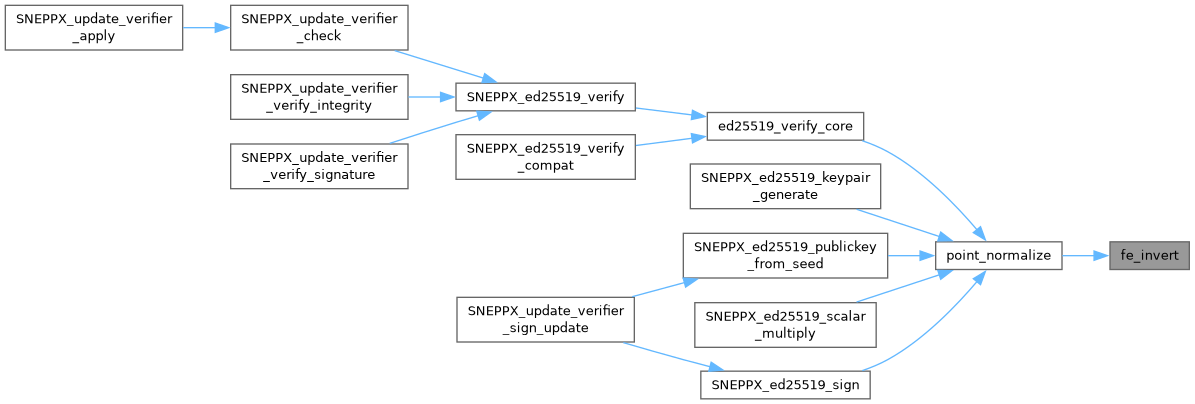 SNEPPX_update_verifier
_apply
SNEPPX_update_verifier
_check
SNEPPX_update_verifier
_verify_integrity
SNEPPX_update_verifier
_verify_signature
SNEPPX_ed25519_verify
SNEPPX_ed25519_verify
_compat
ed25519_verify_core
SNEPPX_ed25519_keypair
_generate
SNEPPX_ed25519_publickey
_from_seed
SNEPPX_update_verifier
_sign_update
SNEPPX_ed25519_scalar
_multiply
SNEPPX_ed25519_sign
point_normalize
fe_invert